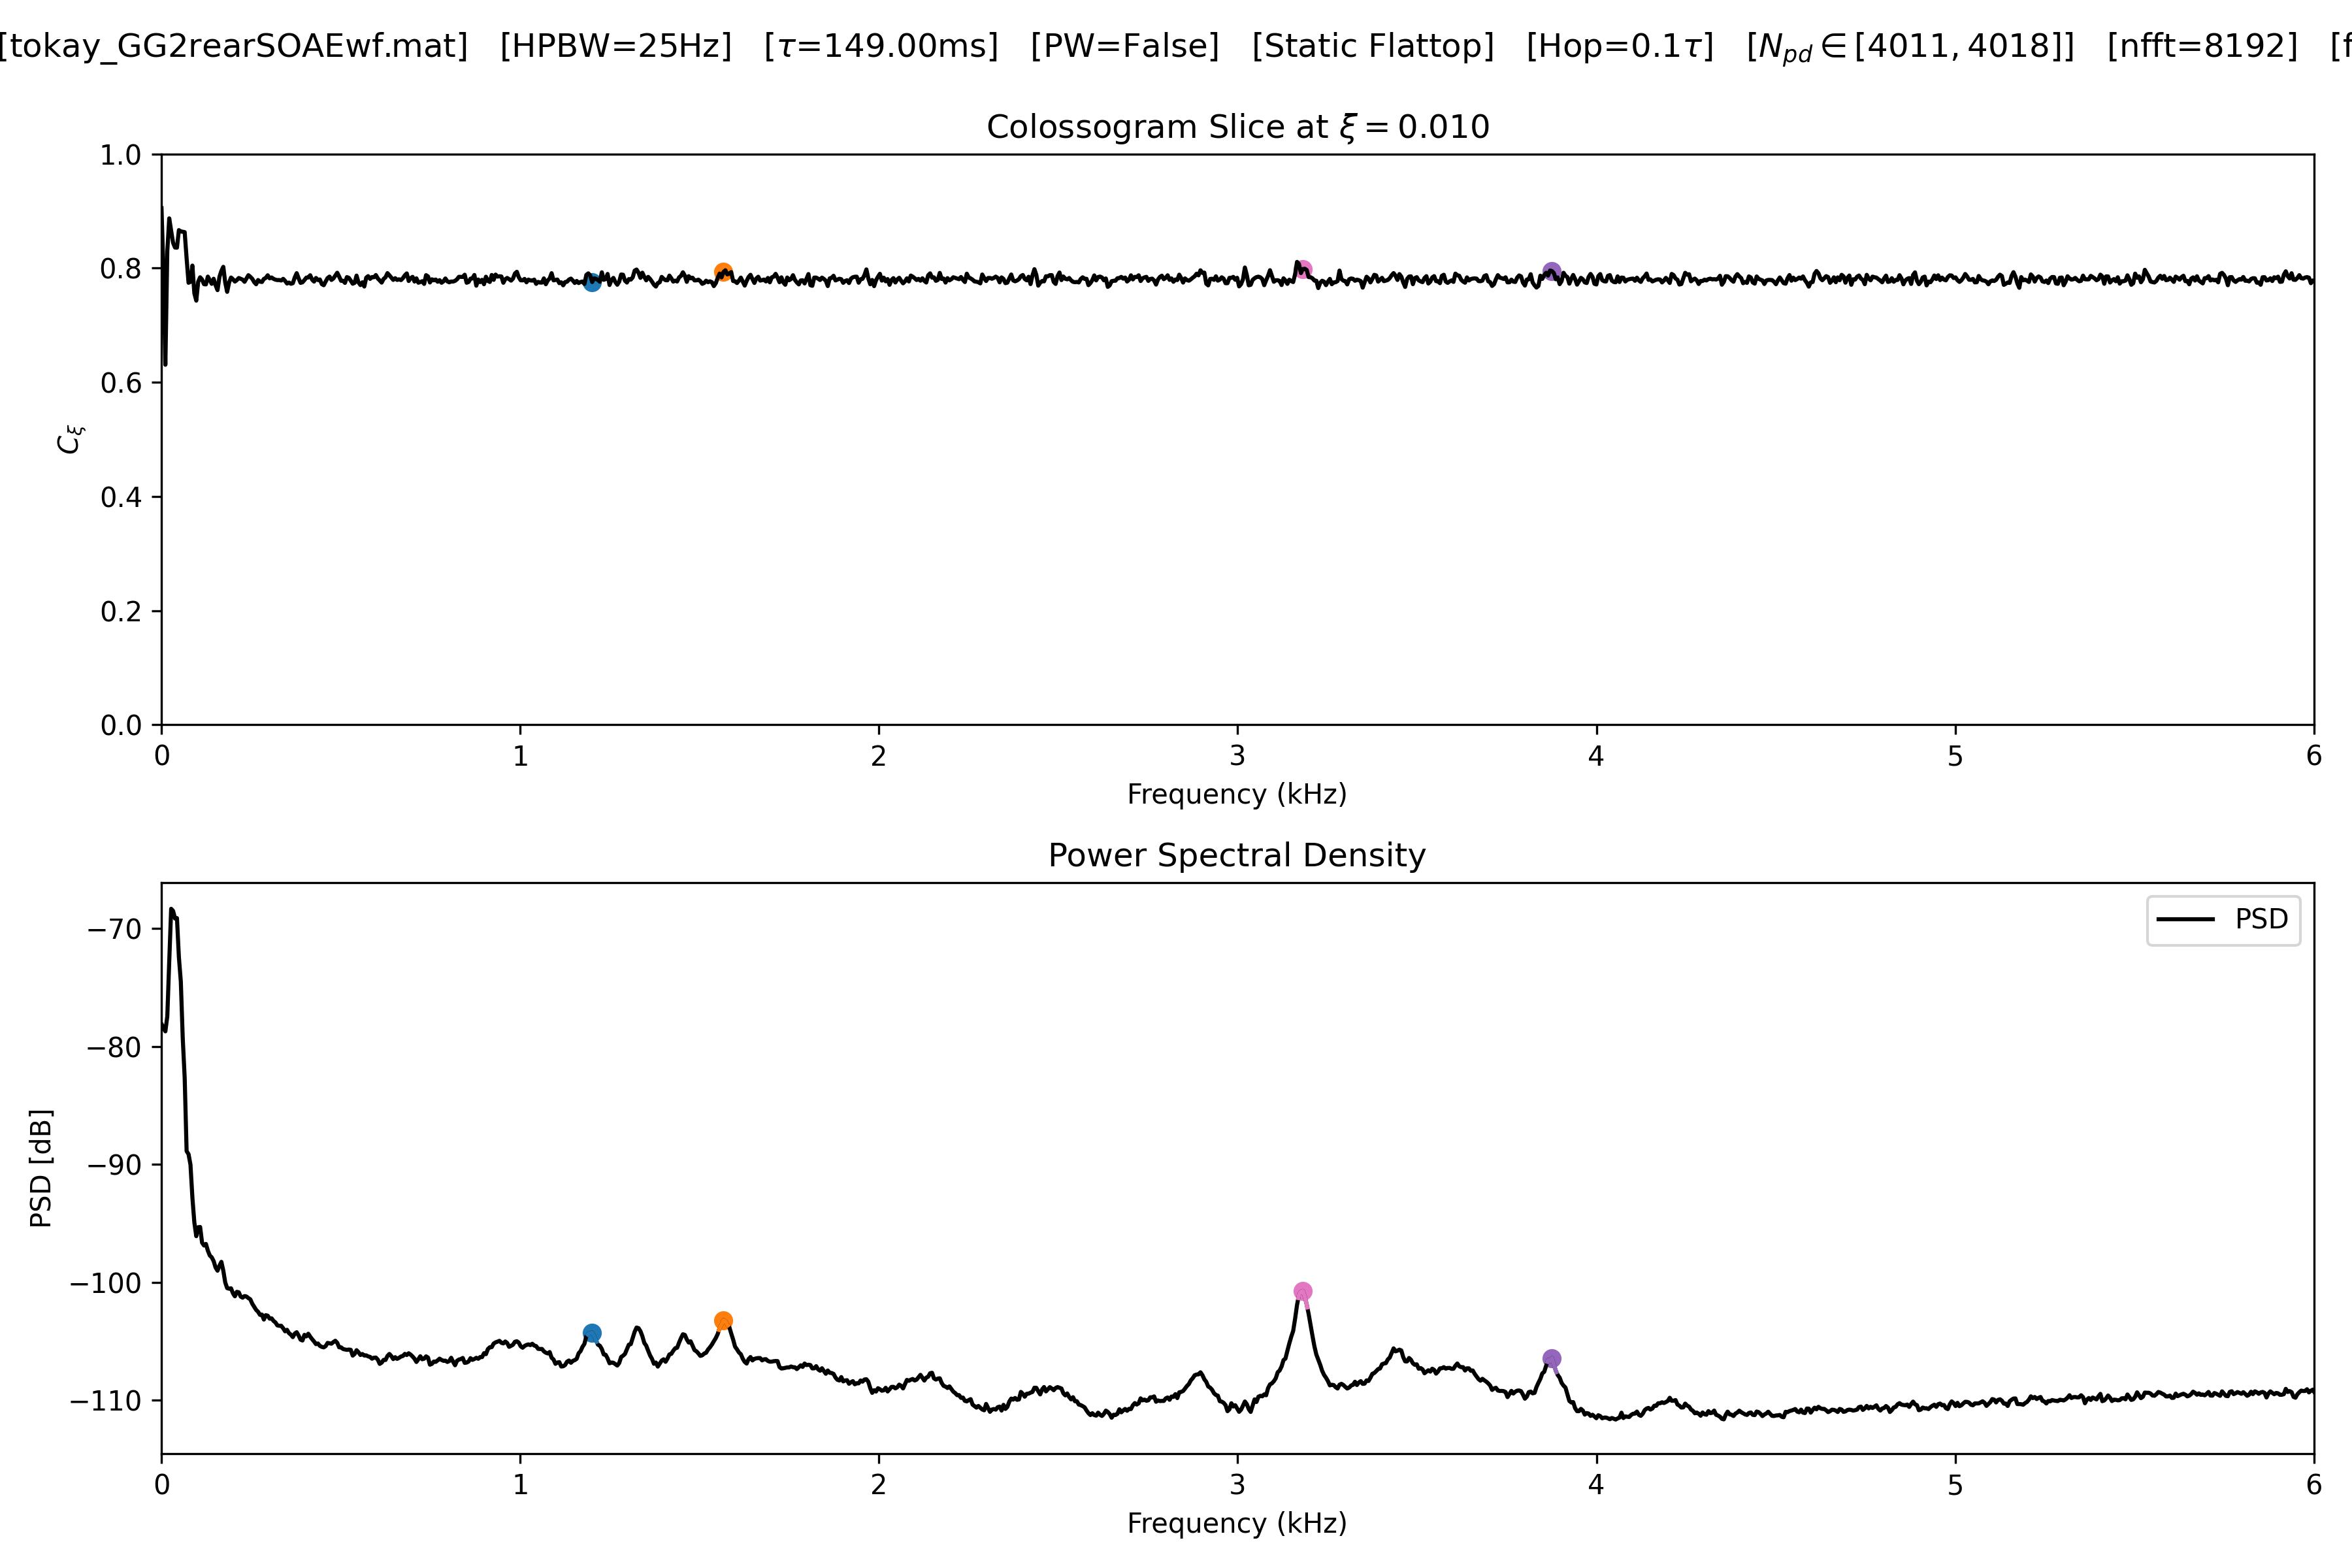 [tokay_GG2rearSOAEwf.mat] [HPBW=25Hz] [τ=149.00ms] [PW=False] [Static Flattop] [Hop=0.1τ] [N_{pd} ∈ [4011, 4018]] [nfft=8192] [f
Colossogram Slice at ξ = 0.010
1.0
0.8
0.6
0.4
0.2
0.0
C_ξ
0 1 2 3 4 5 6
Frequency (kHz)
Power Spectral Density
PSD
−70
−80
−90
−100
−110
PSD [dB]
0 1 2 3 4 5 6
Frequency (kHz)